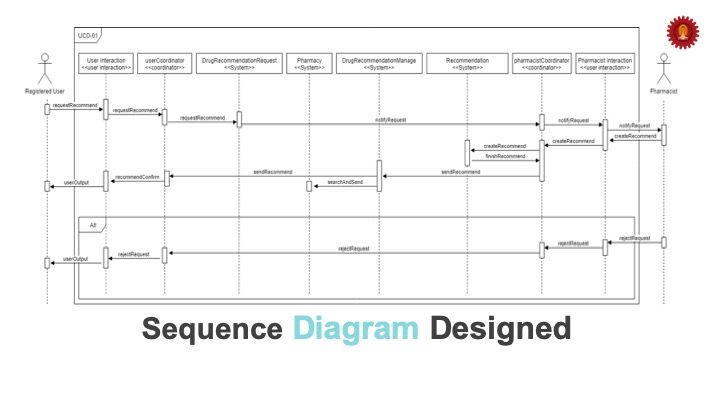 UCD-01
User Interaction
<<user interaction>>
userCoordinator
<<coordinator>>
DrugRecommendationRequest
<<System>>
Pharmacy
<<System>>
DrugRecommendationManage
<<System>>
Recommendation
<<System>>
pharmacistCoordinator
<<coordinator>>
Pharmacist Interaction
<<user interaction>>
Registered User
Pharmacist
requestRecommend
requestRecommend
requestRecommend
notifyRequest
notifyRequest
notifyRequest
createRecommend
createRecommend
createRecommend
finishRecommend
sendRecommend
sendRecommend
recommendConfirm
userOutput
searchAndSend
Alt
rejectRequest
rejectRequest
rejectRequest
rejectRequest
userOutput
Sequence Diagram Designed